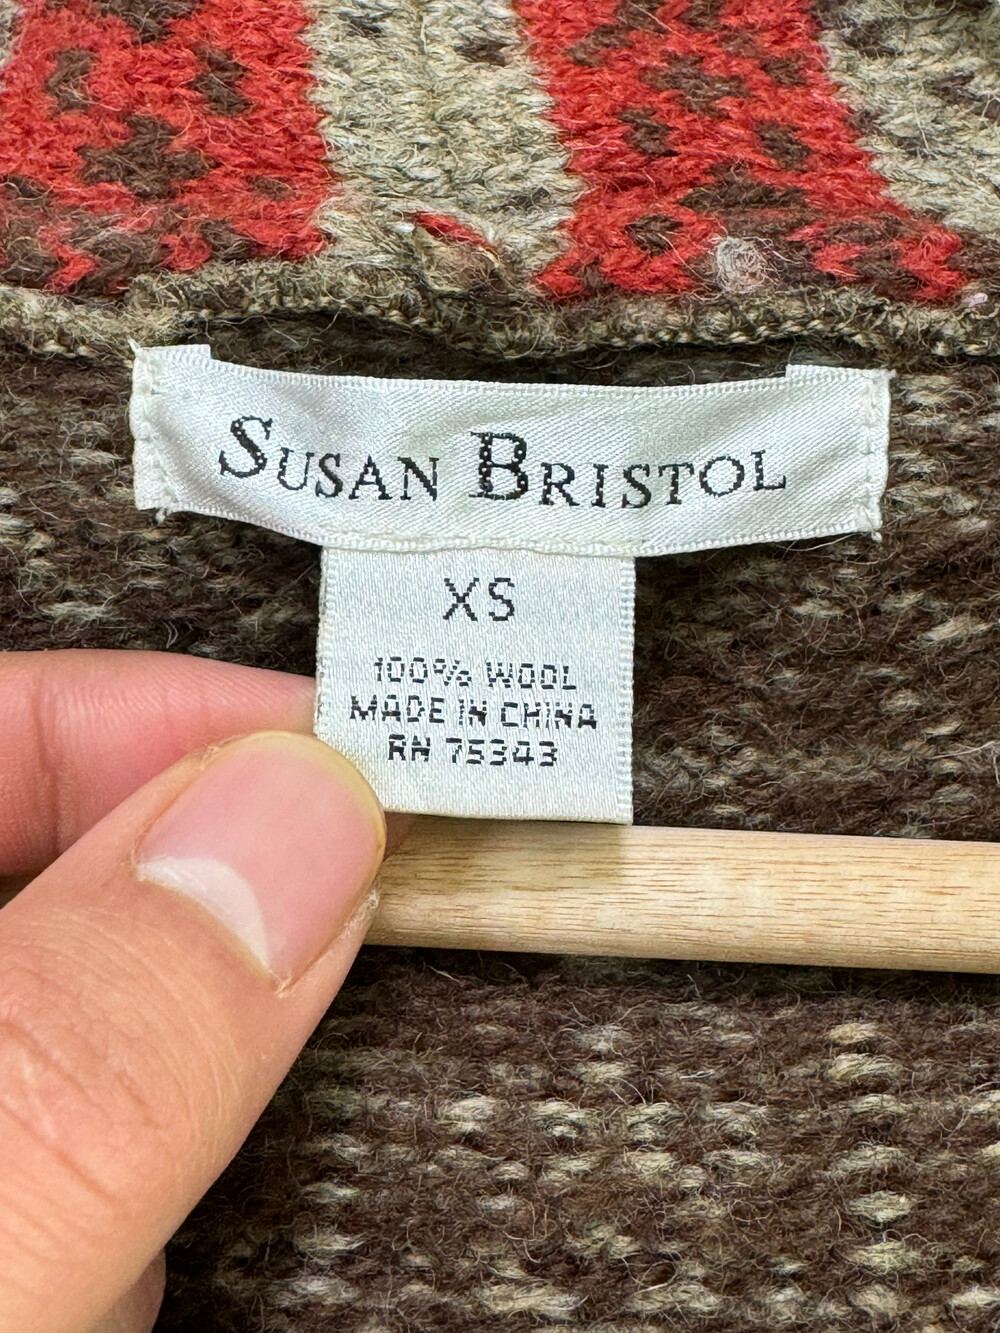 SUSAN BRISTOL
XS
100% WOOL
MADE IN CHINA
RN 75343